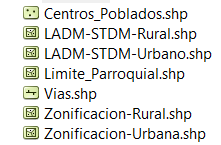 Centros_Poblados.shp
LADM-STDM-Rural.shp
LADM-STDM-Urbano.shp
Limite_Parroquial.shp
Vias.shp
Zonificacion-Rural.shp
Zonificacion-Urbana.shp